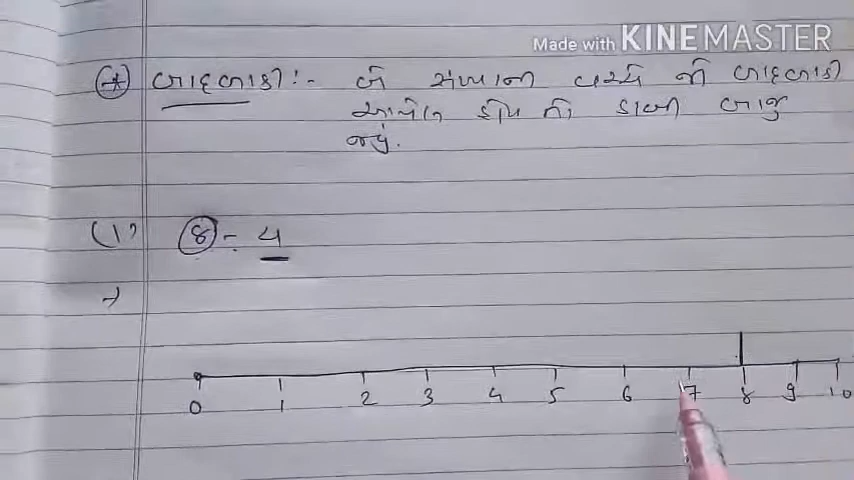 Made with KINEMASTER
* બાદબાકી :- બે સંખ્યાની વચ્ચે ની બાદબાકી
હોય તો ડાબી બાજુ
જવું.
(1) 8 - 4
→
0 1 2 3 4 5 6 7 8 9 10